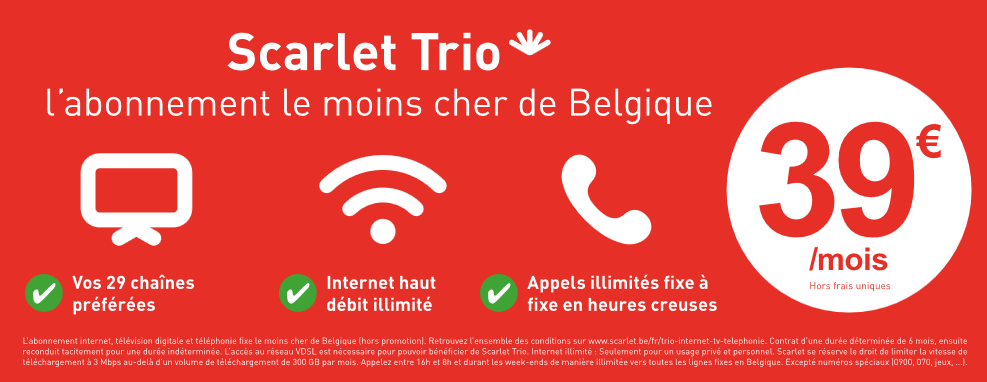 Scarlet Trio
l'abonnement le moins cher de Belgique
39€
/mois
Hors frais uniques
Vos 29 chaînes
préférées
Internet haut
débit illimité
Appels illimités fixe à
fixe en heures creuses
L'abonnement internet, télévision digitale et téléphonie fixe le moins cher de Belgique (hors promotion). Retrouvez l'ensemble des conditions sur www.scarlet.be/fr/trio-internet-tv-telephonie. Contrat d'une durée déterminée de 6 mois, ensuite
reconduit tacitement pour une durée indéterminée. L'accès au réseau VDSL est nécessaire pour pouvoir bénéficier de Scarlet Trio. Internet illimité : Seulement pour un usage privé et personnel. Scarlet se réserve le droit de limiter la vitesse de
téléchargement à 3 Mbps au-delà d'un volume de téléchargement de 300 GB par mois. Appelez entre 16h et 8h et durant les week-ends de manière illimitée vers toutes les lignes fixes en Belgique. Excepté numéros spéciaux (0900, 070, jeux, ...).